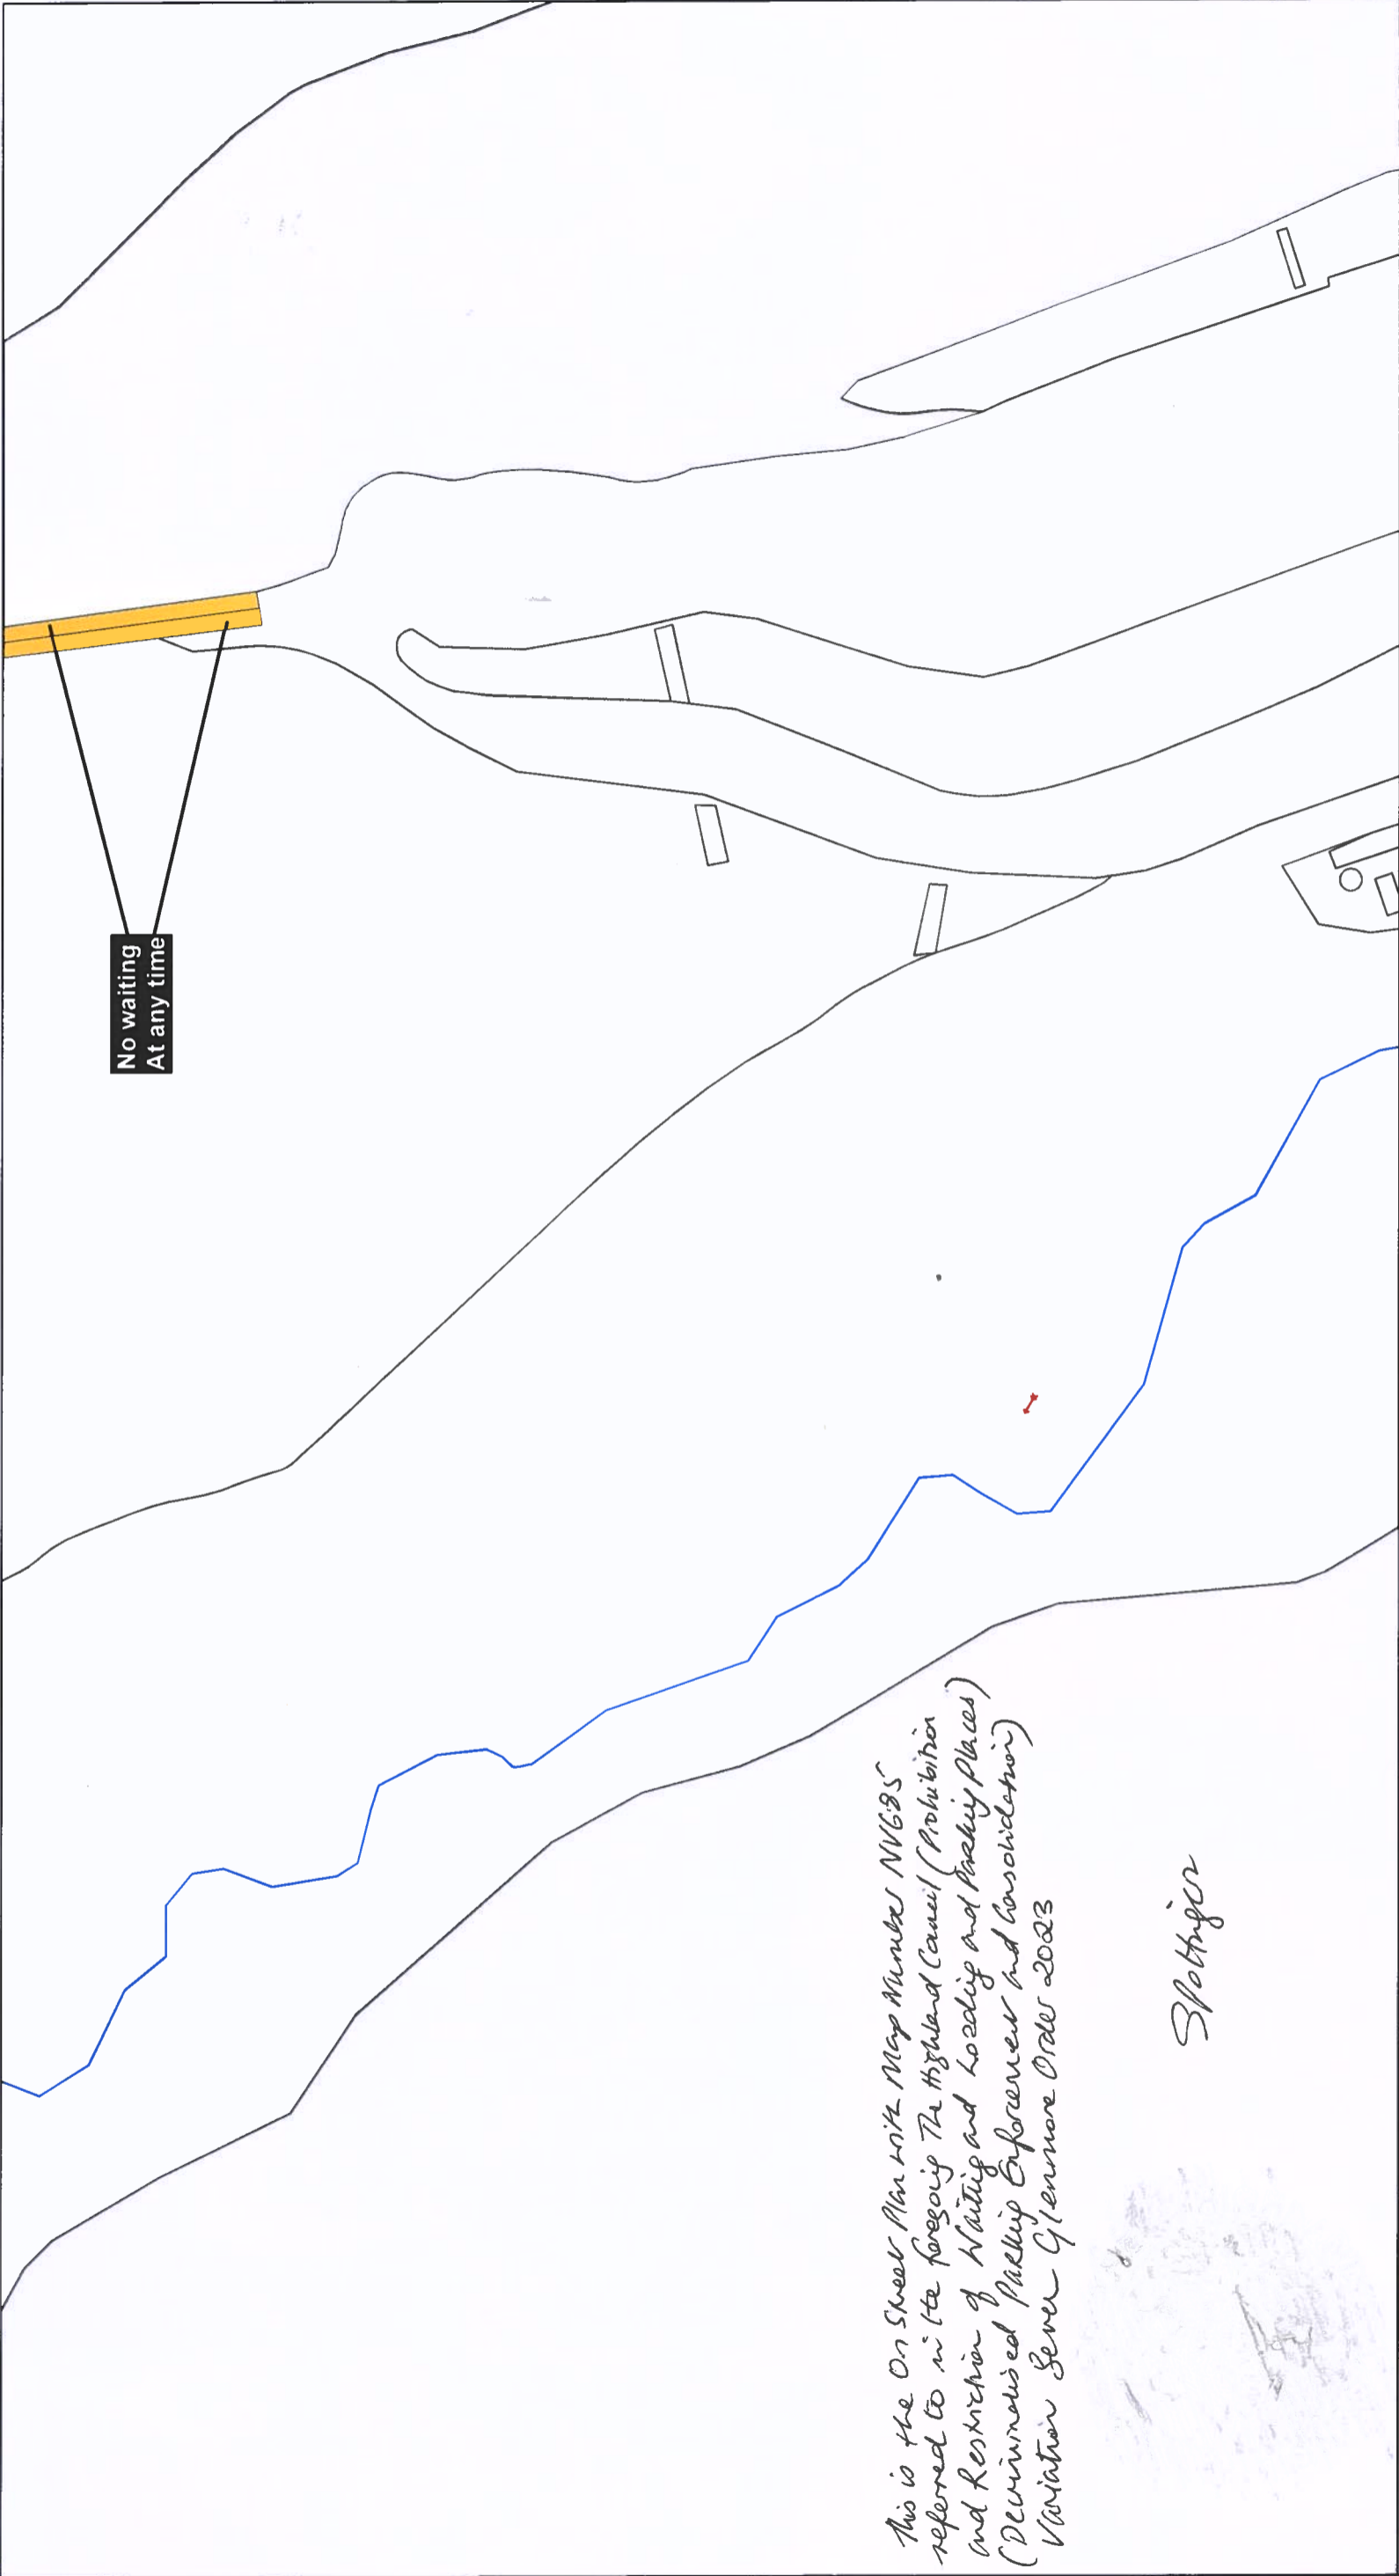 No waiting
At any time
This is the On Street Plan with Map Number NV685
referred to in the foregoing The Highland Council (Prohibition
and Restriction of Waiting and Loading and Parking Places)
(Decriminalised Parking Enforcement and Consolidation)
Variation Seven Glenmore Order 2023